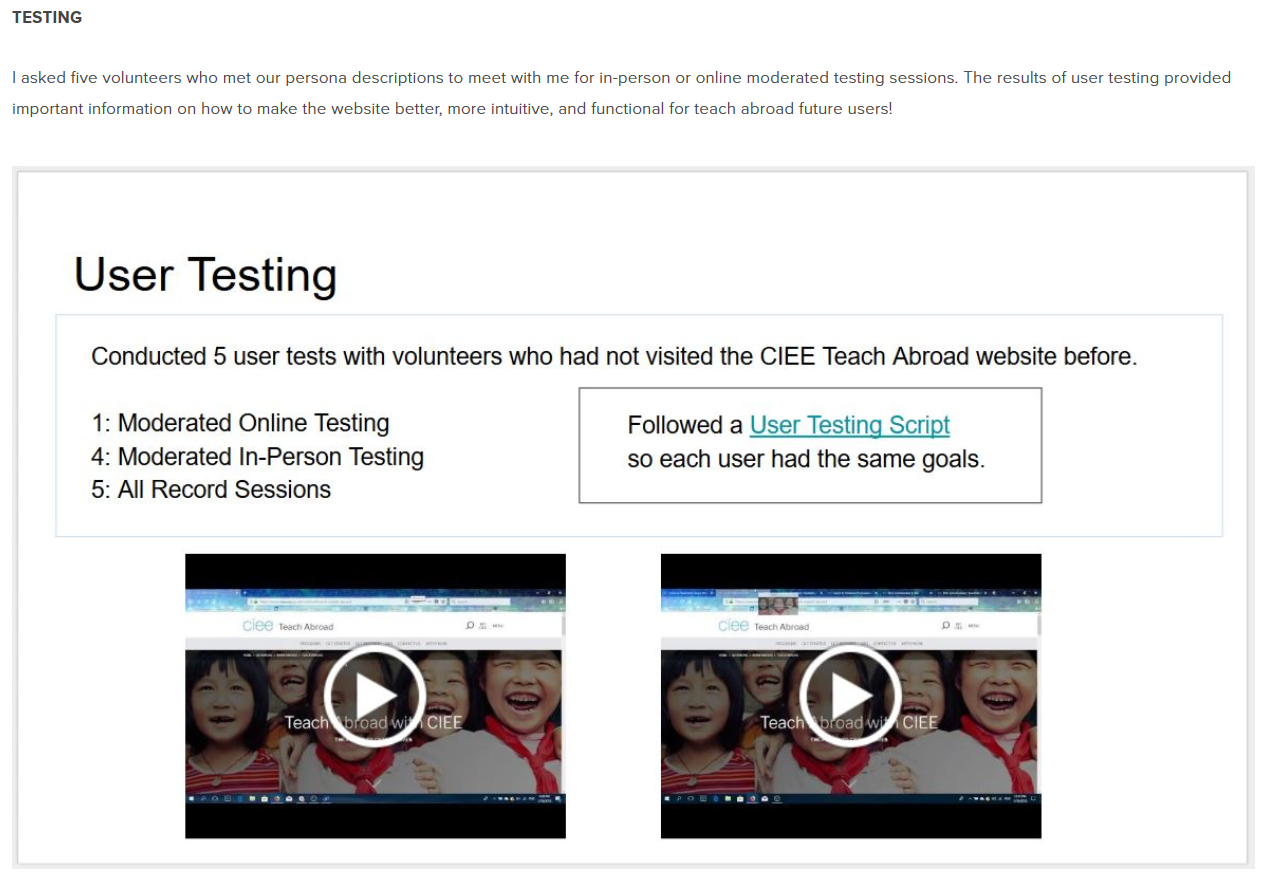 TESTING
I asked five volunteers who met our persona descriptions to meet with me for in-person or online moderated testing sessions. The results of user testing provided
important information on how to make the website better, more intuitive, and functional for teach abroad future users!
User Testing
Conducted 5 user tests with volunteers who had not visited the CIEE Teach Abroad website before.
1: Moderated Online Testing
4: Moderated In-Person Testing
5: All Record Sessions
Followed a User Testing Script
so each user had the same goals.
ciee Teach Abroad
Teach Abroad with CIEE
ciee Teach Abroad
Teach Abroad with CIEE